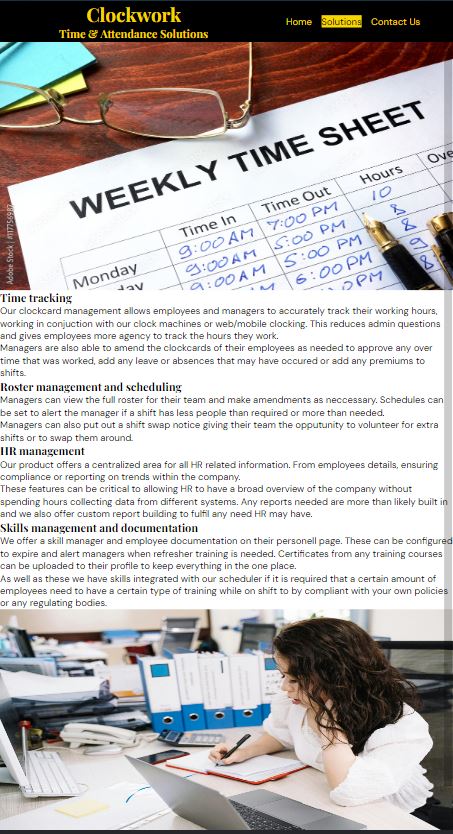 Clockwork
Time & Attendance Solutions
Home Solutions Contact Us
WEEKLY TIME SHEET
Time In Time Out Hours Ove
Monday 9:00 AM 7:00 PM 10
9:00 AM 5:00 PM 8
9:00 AM 5:00 PM 8
6:00 PM 9
Adobe Stock | #111756982
Time tracking
Our clockcard management allows employees and managers to accurately track their working hours,
working in conjuction with our clock machines or web/mobile clocking. This reduces admin questions
and gives employees more agency to track the hours they work.
Managers are also able to amend the clockcards of their employees as needed to approve any over
time that was worked, add any leave or absences that may have occured or add any premiums to
shifts.
Roster management and scheduling
Managers can view the full roster for their team and make amendments as neccessary. Schedules can
be set to alert the manager if a shift has less people than required or more than needed.
Managers can also put out a shift swap notice giving their team the opputunity to volunteer for extra
shifts or to swap them around.
HR management
Our product offers a centralized area for all HR related information. From employees details, ensuring
compliance or reporting on trends within the company.
These features can be critical to allowing HR to have a broad overview of the company without
spending hours collecting data from different systems. Any reports needed are more than likely built in
and we also offer custom report building to fulfil any need HR may have.
Skills management and documentation
We offer a skill manager and employee documentation on their personell page. These can be configured
to expire and alert managers when refresher training is needed. Certificates from any training courses
can be uploaded to their profile to keep everything in the one place.
As well as these we have skills integrated with our scheduler if it is required that a certain amount of
employees need to have a certain type of training while on shift to by compliant with your own policies
or any regulating bodies.